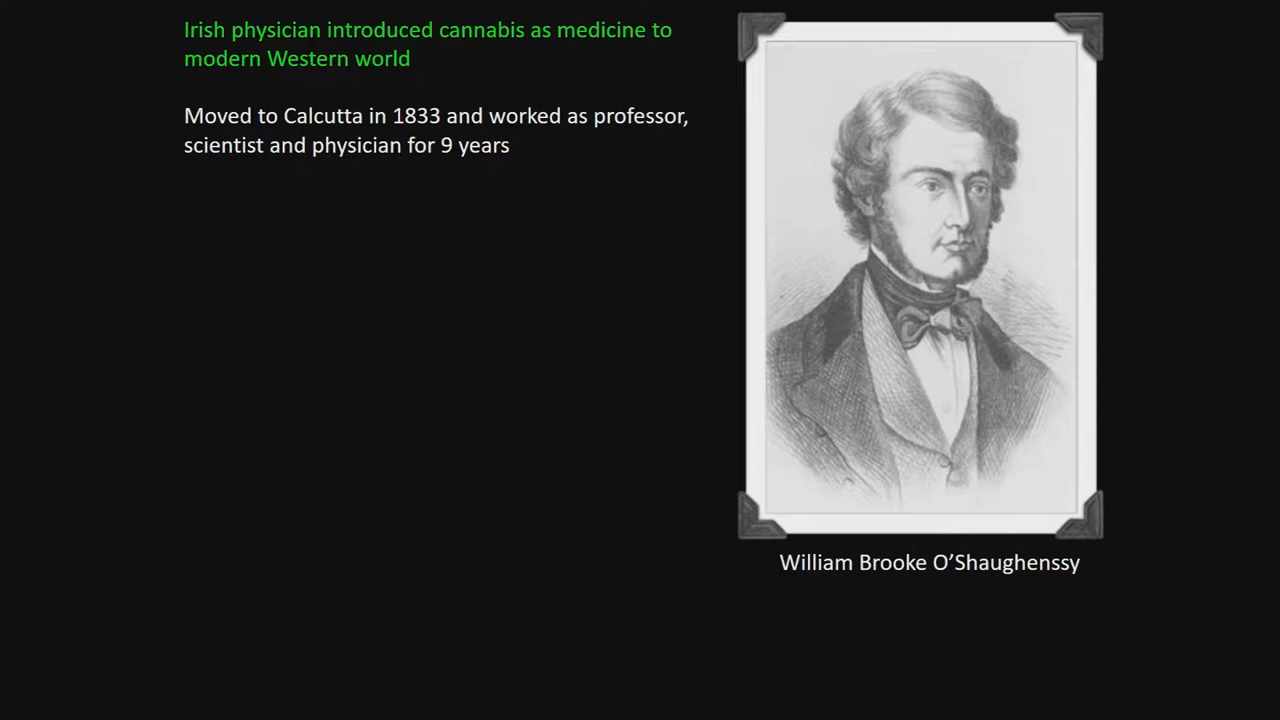 Irish physician introduced cannabis as medicine to
modern Western world
Moved to Calcutta in 1833 and worked as professor,
scientist and physician for 9 years
William Brooke O’Shaughenssy